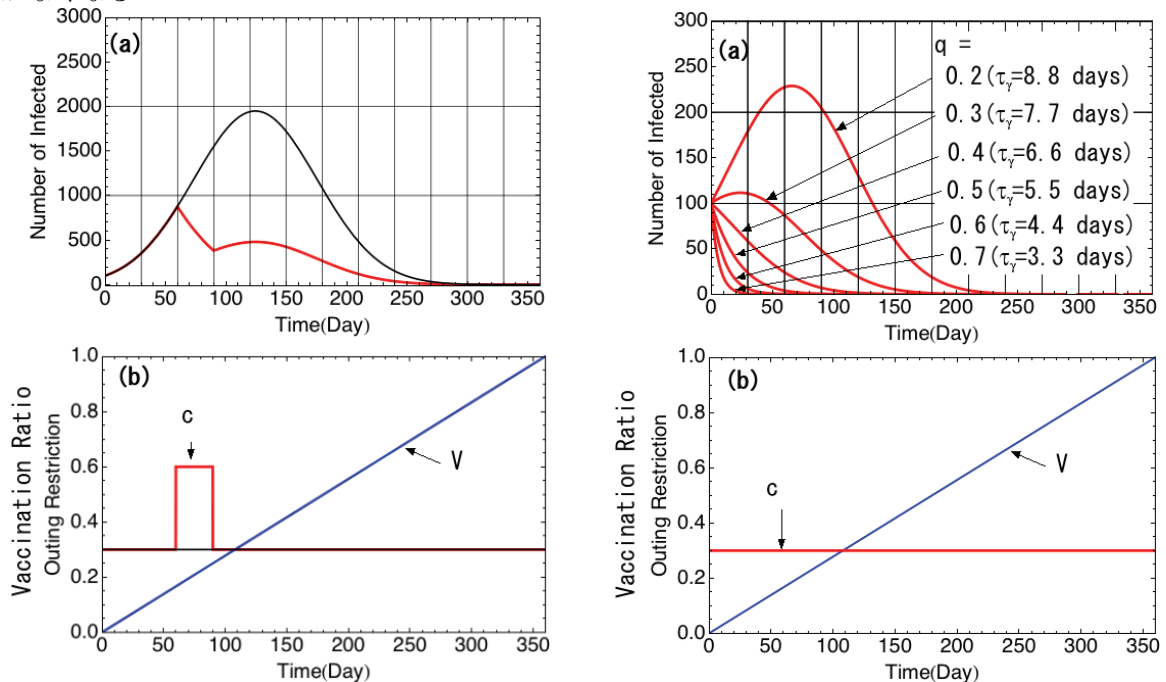 (a)
3000
2500
2000
1500
1000
500
0
Number of Infected
0 50 100 150 200 250 300 350
Time(Day)
(b)
1.0
0.8
0.6
0.4
0.2
0.0
Vaccination Ratio
Outing Restriction
c
V
0 50 100 150 200 250 300 350
Time(Day)
(a)
300
250
200
150
100
50
0
Number of Infected
q =
0.2(τγ=8.8 days)
0.3(τγ=7.7 days)
0.4(τγ=6.6 days)
0.5(τγ=5.5 days)
0.6(τγ=4.4 days)
0.7(τγ=3.3 days)
0 50 100 150 200 250 300 350
Time(Day)
(b)
1.0
0.8
0.6
0.4
0.2
0.0
Vaccination Ratio
Outing Restriction
c
V
0 50 100 150 200 250 300 350
Time(Day)